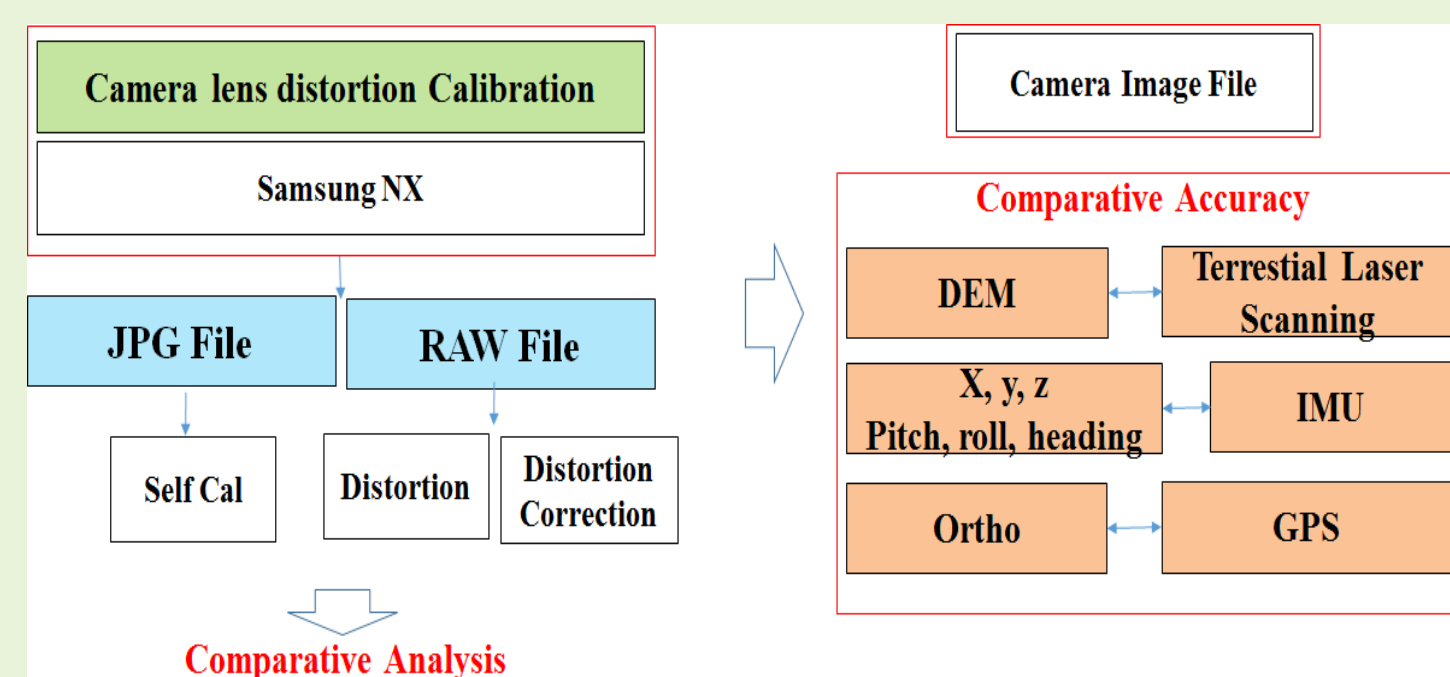 Camera lens distortion Calibration
Samsung NX
JPG File
RAW File
Self Cal
Distortion
Distortion
Correction
Comparative Analysis
Camera Image File
Comparative Accuracy
DEM
Terrestial Laser
Scanning
X, y, z
Pitch, roll, heading
IMU
Ortho
GPS